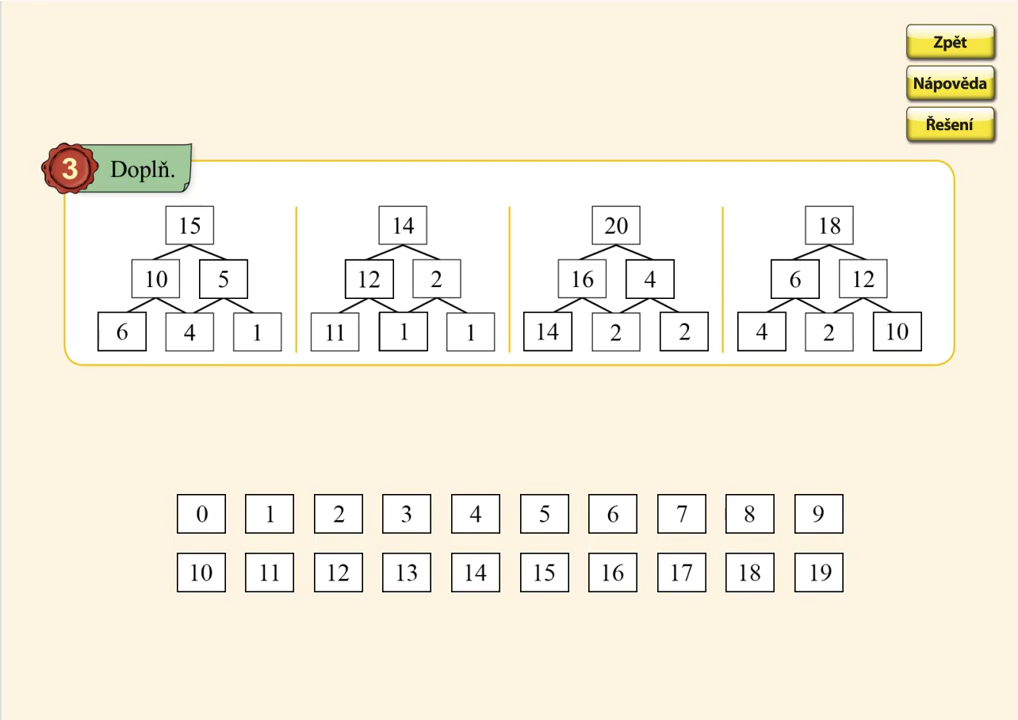 Zpět
Nápověda
Řešení
3 Doplň.
15 14 20 18
10 5 12 2 16 4 6 12
6 4 1 11 1 1 14 2 2 4 2 10
0 1 2 3 4 5 6 7 8 9
10 11 12 13 14 15 16 17 18 19